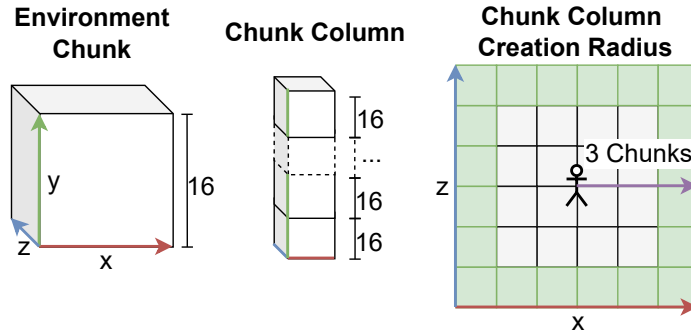 Environment
Chunk
y
z
x
16
Chunk Column
16
...
16
16
Chunk Column
Creation Radius
3 Chunks
z
x